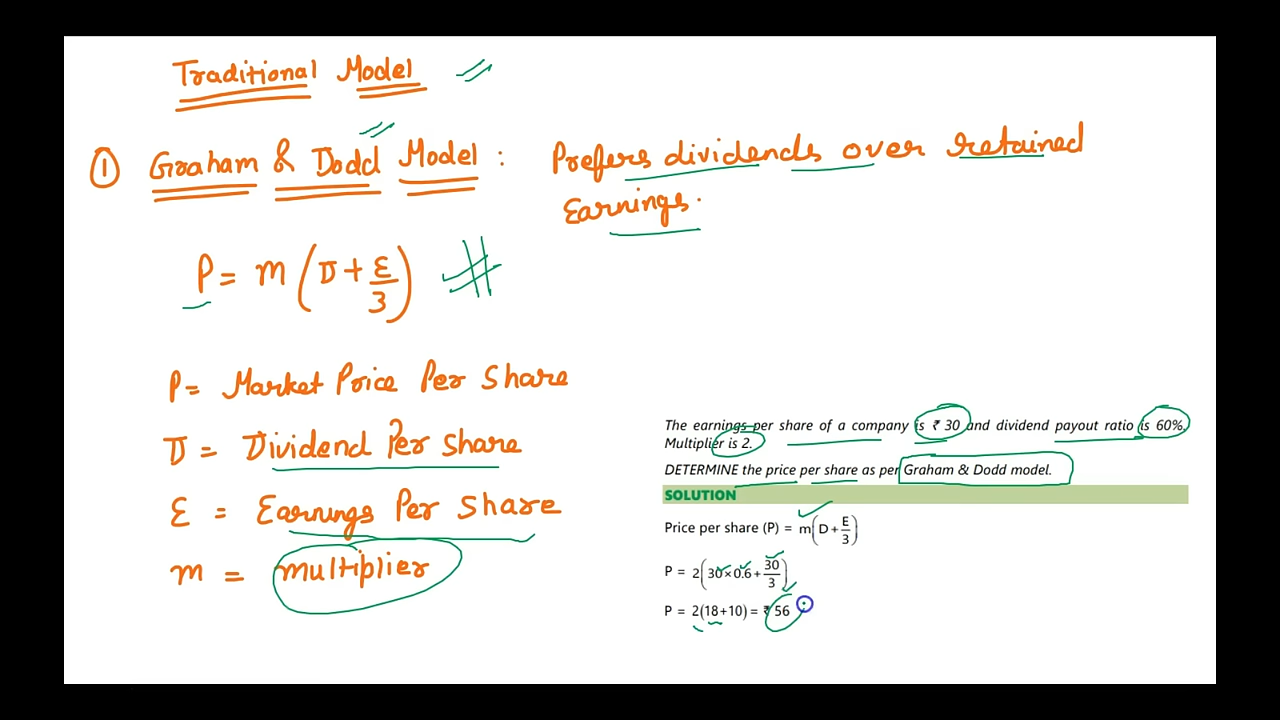 Traditional Model
① Graham & Dodd Model : Prefers dividends over retained
Earnings.
P = m (D + E/3)
P = Market Price Per Share
D = Dividend Per Share
E = Earnings Per Share
m = multiplier
The earnings per share of a company is ₹ 30 and dividend payout ratio is 60%.
Multiplier is 2.
DETERMINE the price per share as per Graham & Dodd model.
SOLUTION
Price per share (P) = m(D + E/3)
P = 2(30×0.6 + 30/3)
P = 2(18+10) = ₹ 56